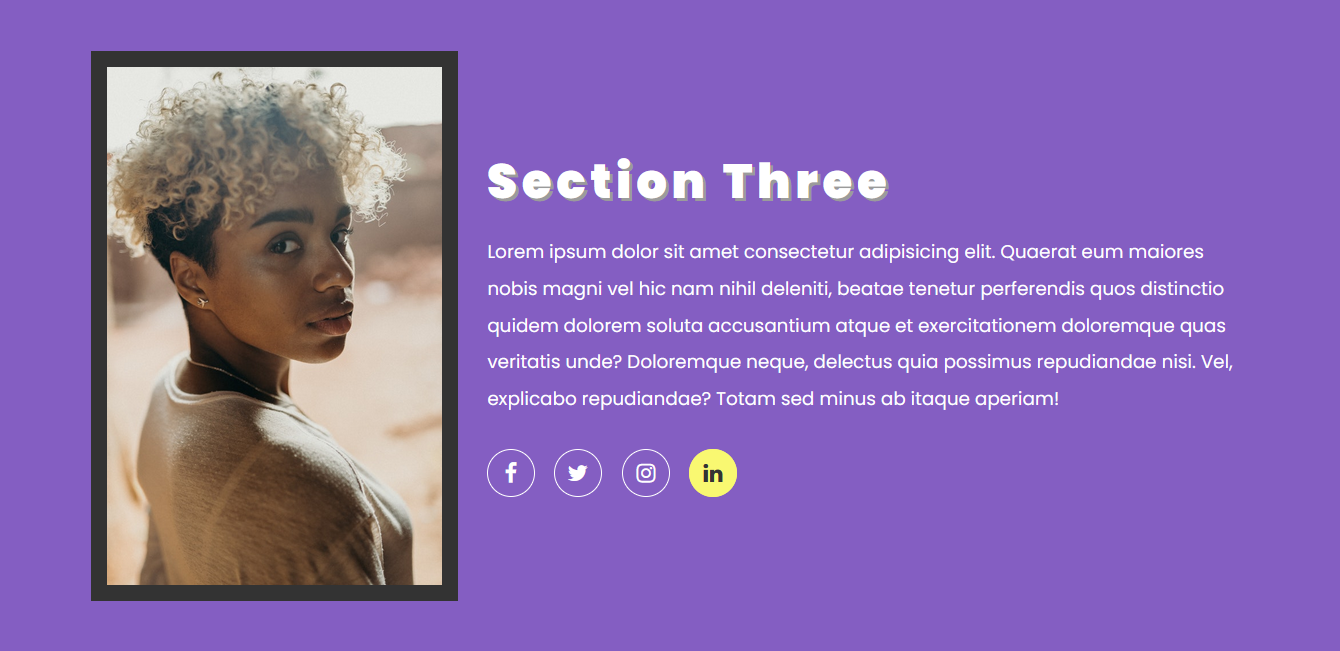 Section Three
Lorem ipsum dolor sit amet consectetur adipisicing elit. Quaerat eum maiores
nobis magni vel hic nam nihil deleniti, beatae tenetur perferendis quos distinctio
quidem dolorem soluta accusantium atque et exercitationem doloremque quas
veritatis unde? Doloremque neque, delectus quia possimus repudiandae nisi. Vel,
explicabo repudiandae? Totam sed minus ab itaque aperiam!
f in